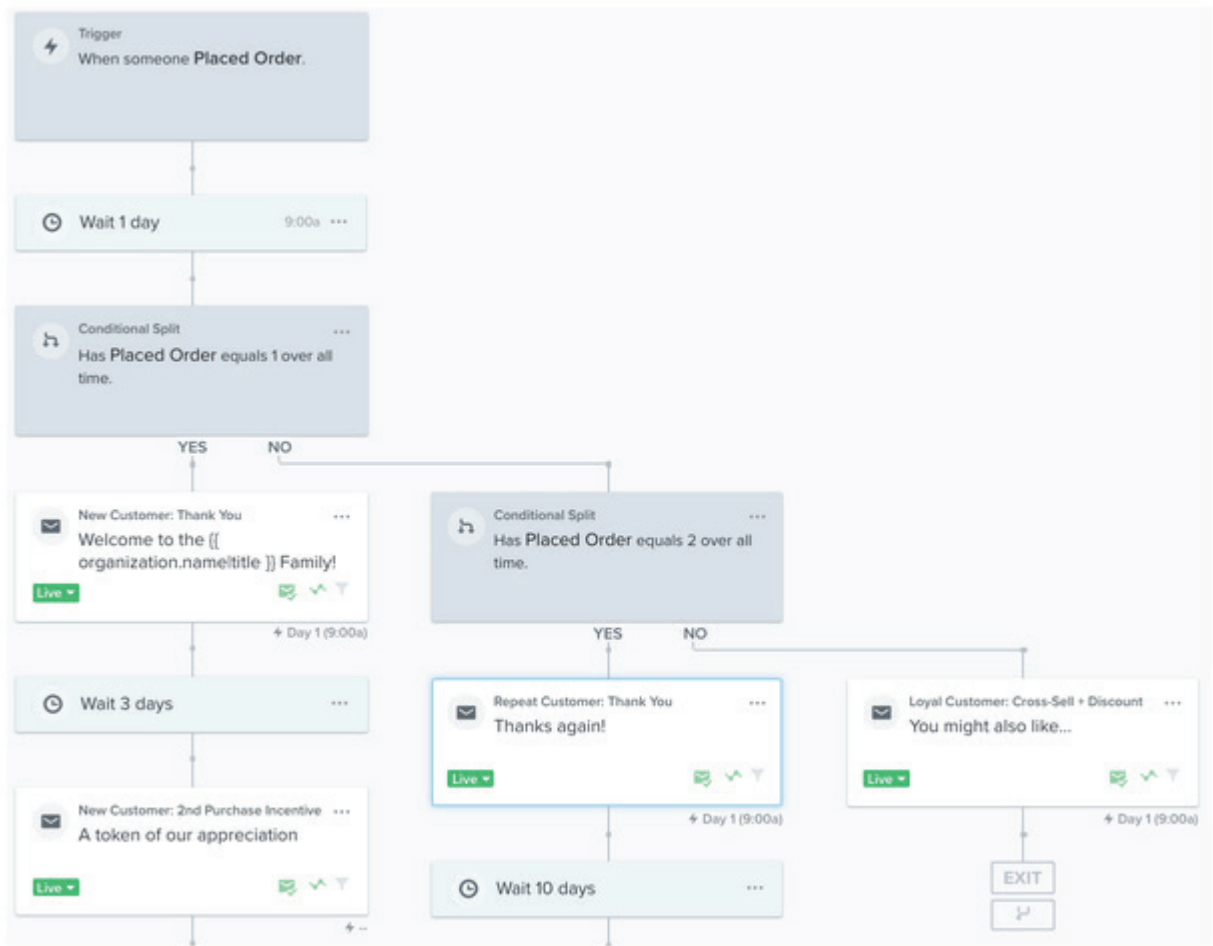 Trigger
When someone Placed Order.
Wait 1 day
9:00a
Conditional Split
Has Placed Order equals 1 over all
time.
YES
NO
New Customer: Thank You
Welcome to the {{
organization.name|title }} Family!
Live
Day 1 (9:00a)
Conditional Split
Has Placed Order equals 2 over all
time.
YES
NO
Wait 3 days
Repeat Customer: Thank You
Thanks again!
Live
Day 1 (9:00a)
Loyal Customer: Cross-Sell + Discount
You might also like...
Live
Day 1 (9:00a)
New Customer: 2nd Purchase Incentive
A token of our appreciation
Live
--
Wait 10 days
EXIT